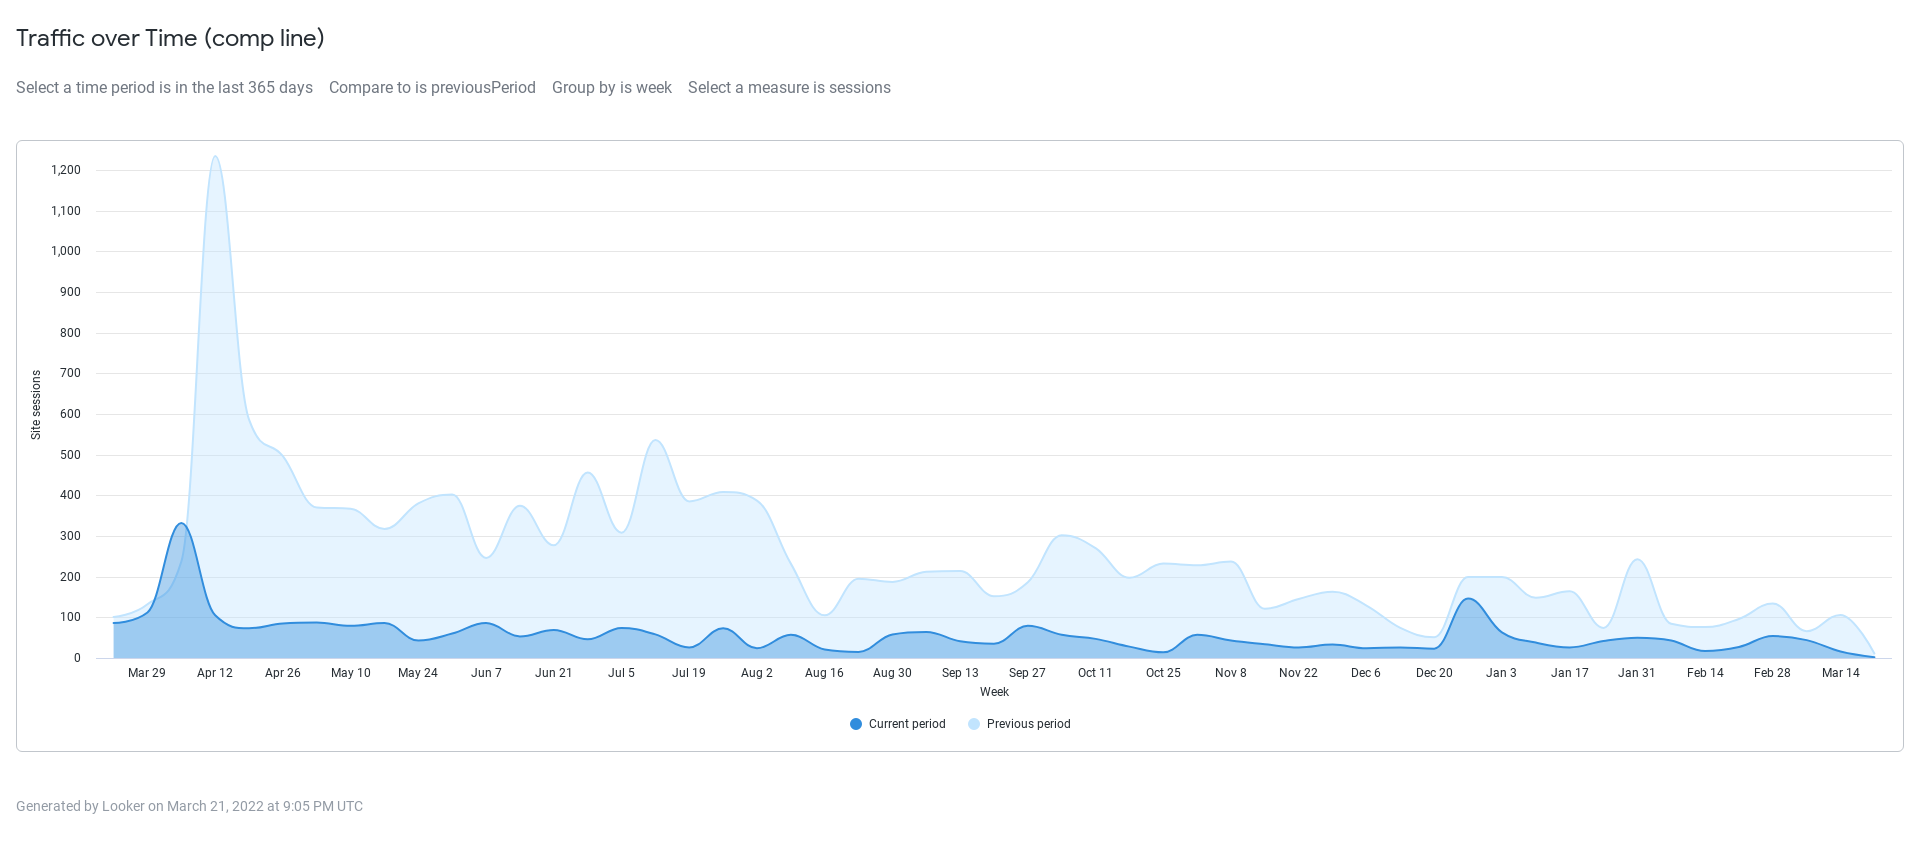 Traffic over Time (comp line)
Select a time period is in the last 365 days Compare to is previousPeriod Group by is week Select a measure is sessions
1,200
1,100
1,000
900
800
700
600
500
400
300
200
100
0
Site sessions
Mar 29 Apr 12 Apr 26 May 10 May 24 Jun 7 Jun 21 Jul 5 Jul 19 Aug 2 Aug 16 Aug 30 Sep 13 Sep 27 Oct 11 Oct 25 Nov 8 Nov 22 Dec 6 Dec 20 Jan 3 Jan 17 Jan 31 Feb 14 Feb 28 Mar 14
Week
Current period Previous period
Generated by Looker on March 21, 2022 at 9:05 PM UTC